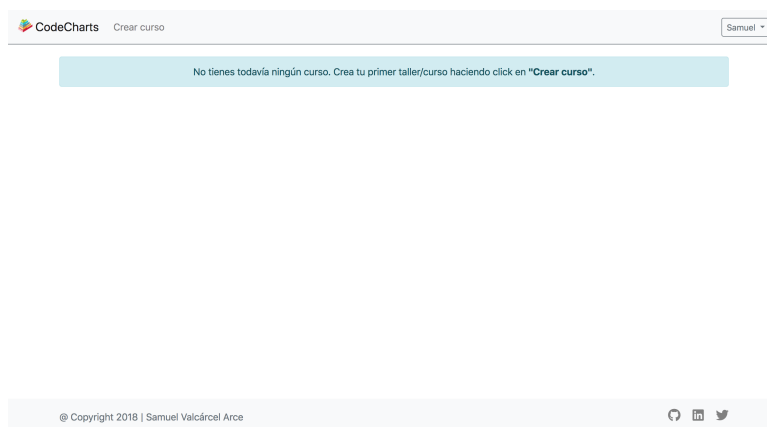 CodeCharts Crear curso Samuel
No tienes todavía ningún curso. Crea tu primer taller/curso haciendo click en "Crear curso".
@ Copyright 2018 | Samuel Valcárcel Arce